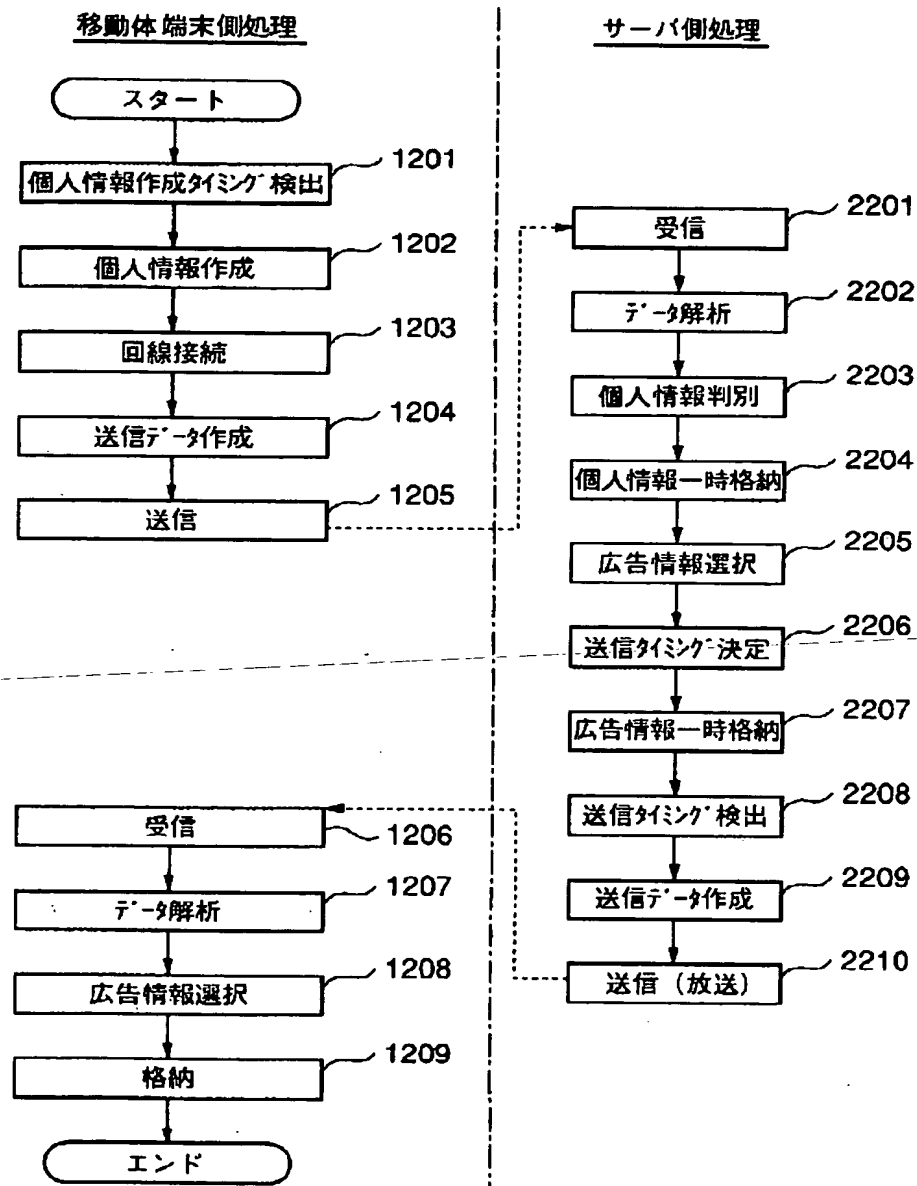 移動体端末側処理
スタート
個人情報作成タイミング検出
1201
個人情報作成
1202
回線接続
1203
送信データ作成
1204
送信
1205
受信
1206
データ解析
1207
広告情報選択
1208
格納
1209
エンド
サーバ側処理
受信
2201
データ解析
2202
個人情報判別
2203
個人情報一時格納
2204
広告情報選択
2205
送信タイミング決定
2206
広告情報一時格納
2207
送信タイミング検出
2208
送信データ作成
2209
送信(放送)
2210